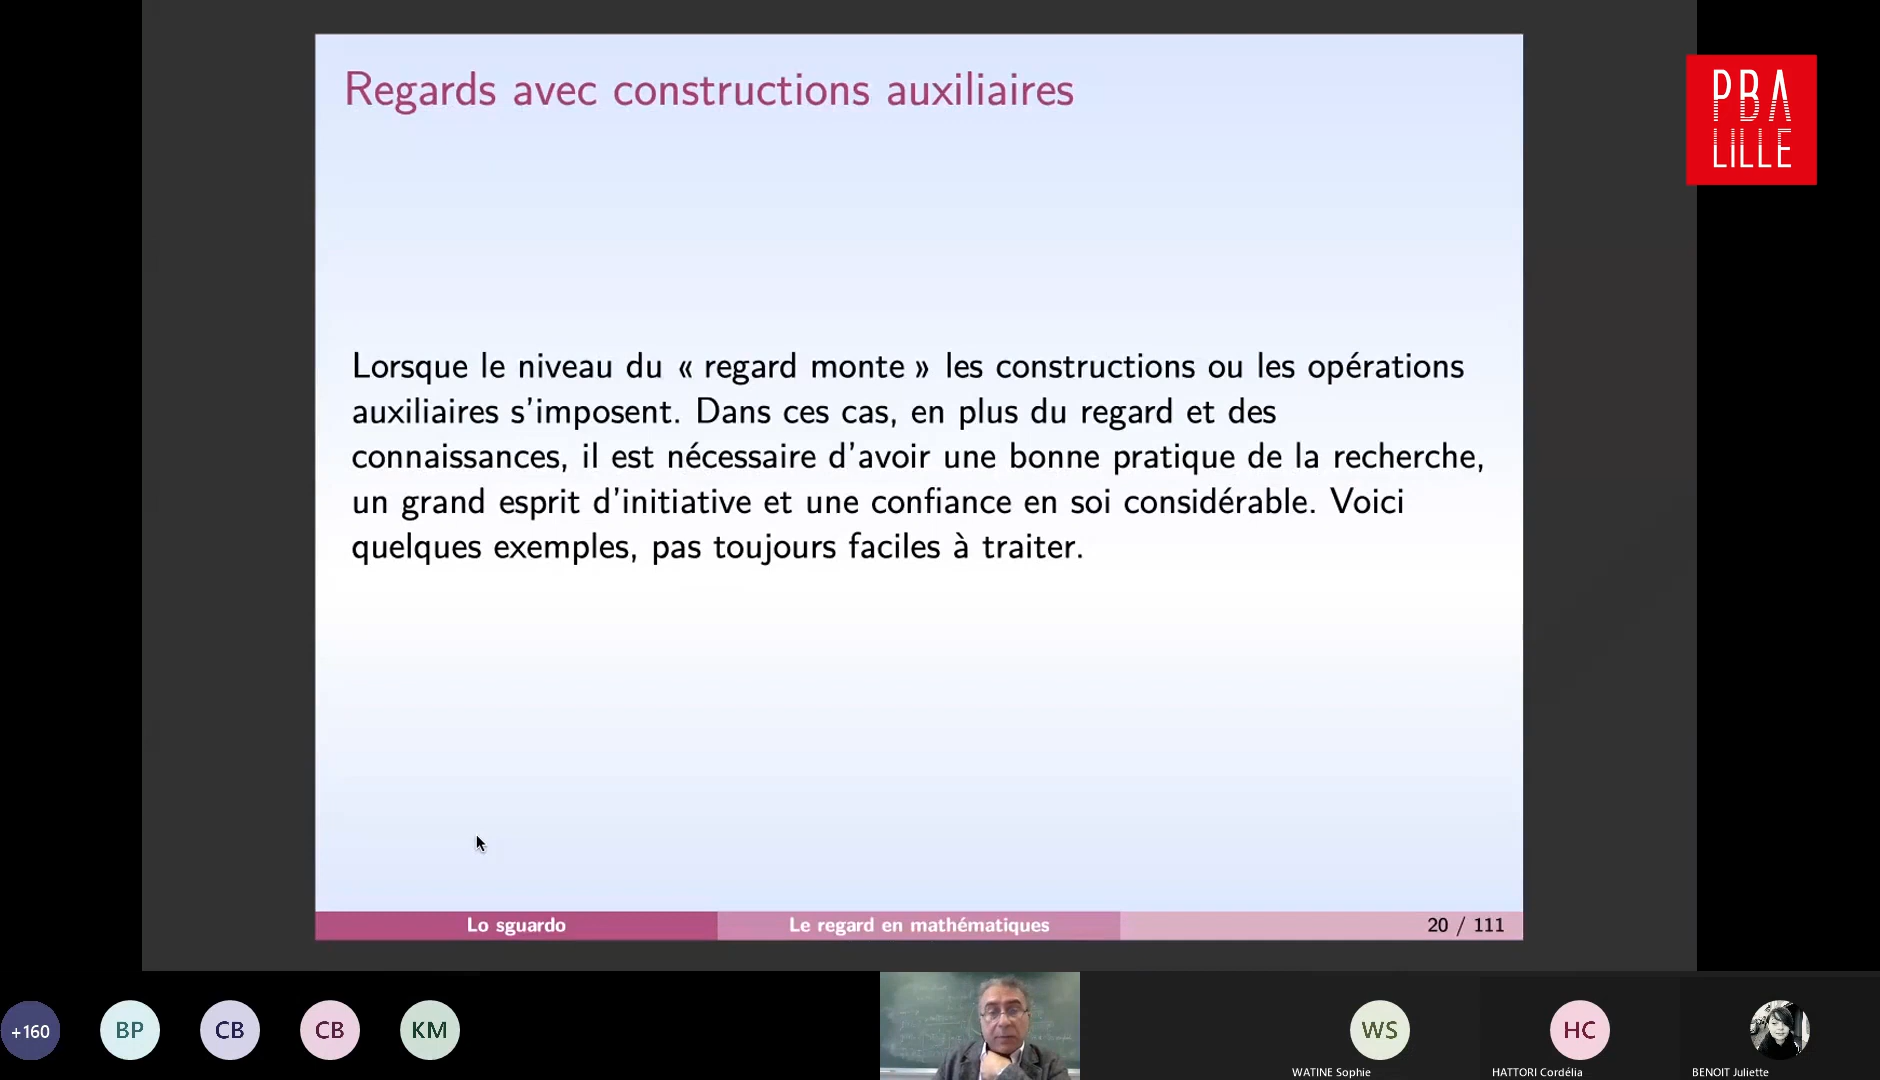 Regards avec constructions auxiliaires
PBA
LILLE
Lorsque le niveau du « regard monte » les constructions ou les opérations
auxiliaires s'imposent. Dans ces cas, en plus du regard et des
connaissances, il est nécessaire d'avoir une bonne pratique de la recherche,
un grand esprit d'initiative et une confiance en soi considérable. Voici
quelques exemples, pas toujours faciles à traiter.
Lo sguardo
Le regard en mathématiques
20 / 111
+160
BP
CB
CB
KM
WS
HC
WATINE Sophie
HATTORI Cordélia
BENOIT Juliette